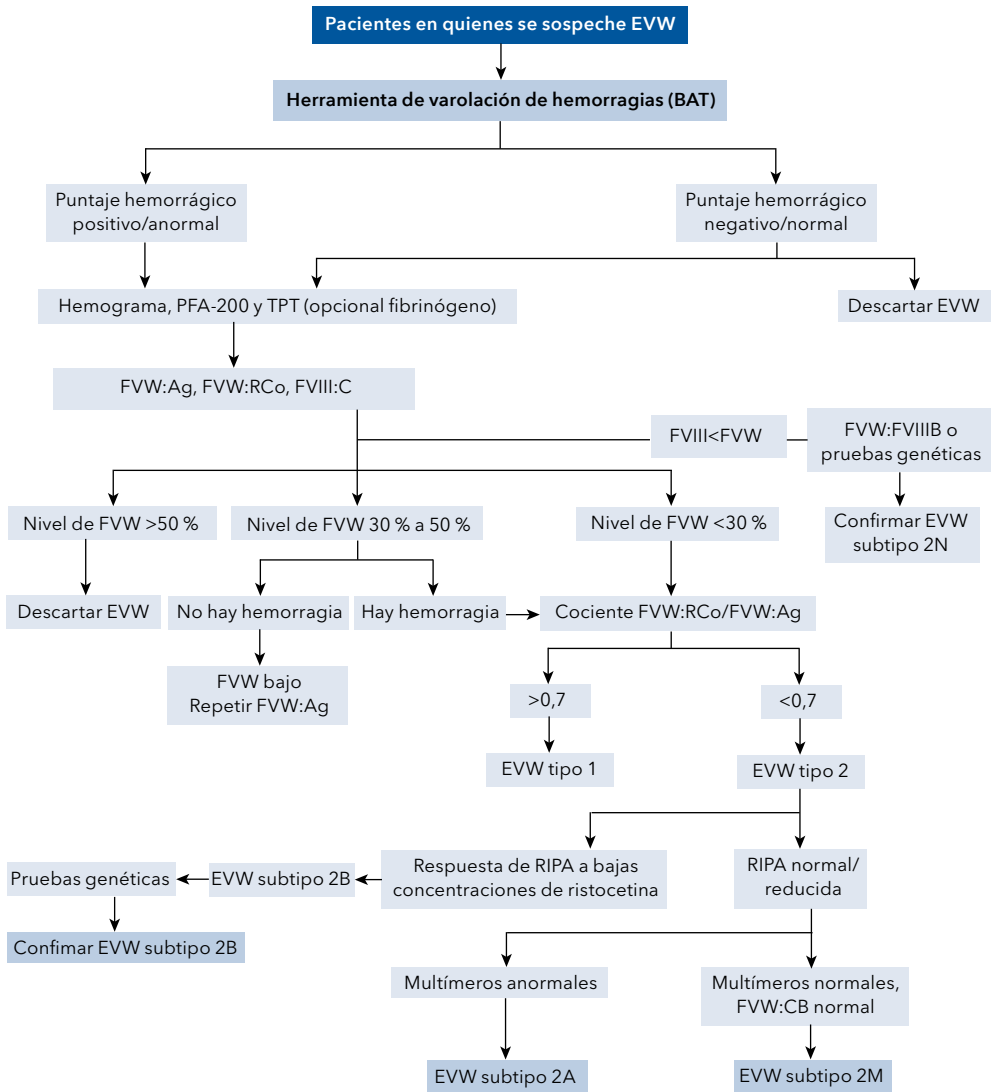 Pacientes en quienes se sospeche EVW
Herramienta de varolación de hemorragias (BAT)
Puntaje hemorrágico
positivo/anormal
Puntaje hemorrágico
negativo/normal
Hemograma, PFA-200 y TPT (opcional fibrinógeno)
Descartar EVW
FVW:Ag, FVW:RCo, FVIII:C
FVIII<FVW
FVW:FVIIIB o
pruebas genéticas
Nivel de FVW >50 %
Nivel de FVW 30 % a 50 %
Nivel de FVW <30 %
Confirmar EVW
subtipo 2N
Descartar EVW
No hay hemorragia
Hay hemorragia
Cociente FVW:RCo/FVW:Ag
FVW bajo
Repetir FVW:Ag
>0,7
<0,7
EVW tipo 1
EVW tipo 2
Pruebas genéticas
EVW subtipo 2B
Respuesta de RIPA a bajas
concentraciones de ristocetina
RIPA normal/
reducida
Confimar EVW subtipo 2B
Multímeros anormales
Multímeros normales,
FVW:CB normal
EVW subtipo 2A
EVW subtipo 2M